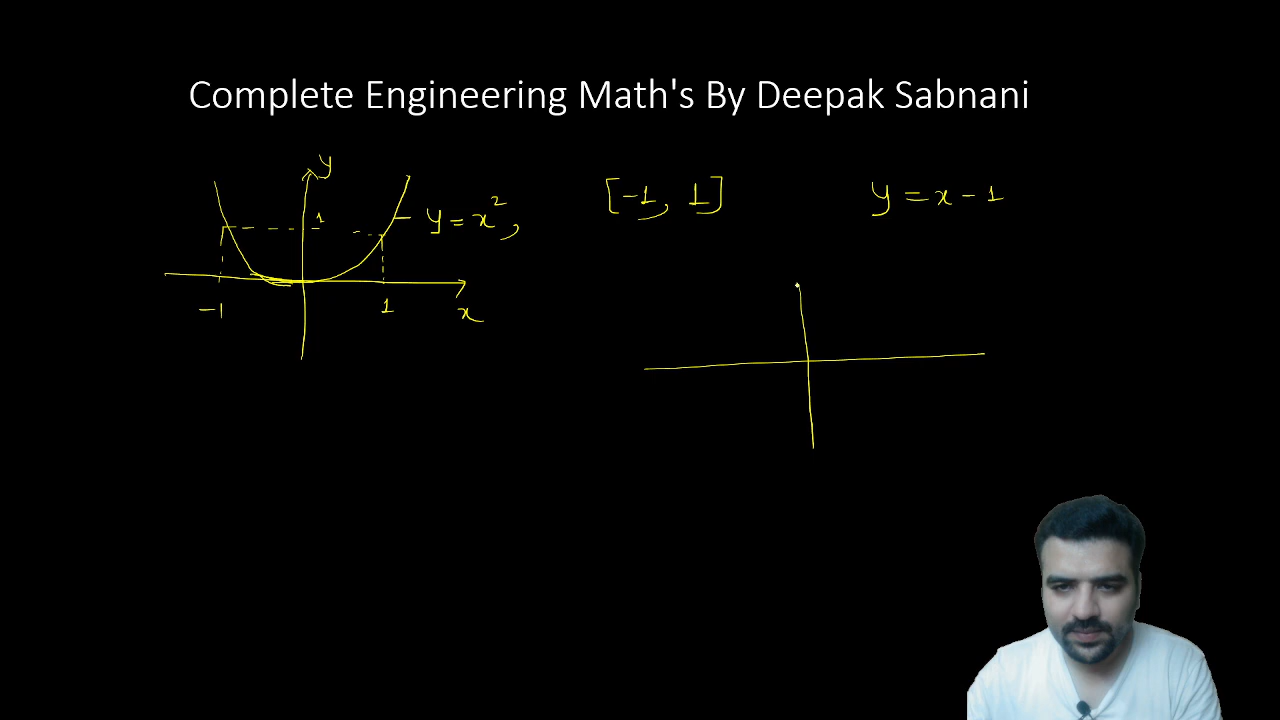 Complete Engineering Math's By Deepak Sabnani
y
1
y = x²,
-1
1
x
[-1, 1]
y = x - 1